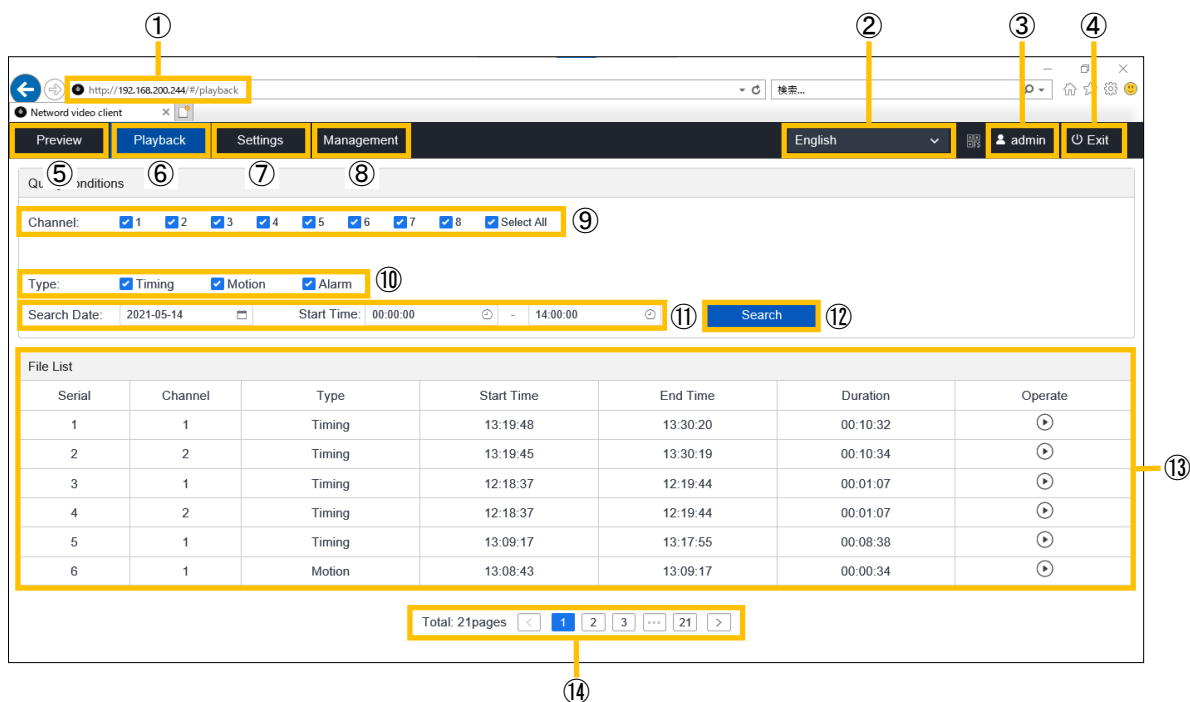 ① ② ③ ④
http://192.168.200.244/#/playback 検索...
Netword video client
Preview Playback Settings Management English admin Exit
⑤ ⑥ ⑦ ⑧
Conditions
Channel: 1 2 3 4 5 6 7 8 Select All ⑨
Type: Timing Motion Alarm ⑩
Search Date: 2021-05-14 Start Time: 00:00:00 - 14:00:00 ⑪ Search ⑫
File List
Serial Channel Type Start Time End Time Duration Operate
1 1 Timing 13:19:48 13:30:20 00:10:32
2 2 Timing 13:19:45 13:30:19 00:10:34
3 1 Timing 12:18:37 12:19:44 00:01:07
4 2 Timing 12:18:37 12:19:44 00:01:07
5 1 Timing 13:09:17 13:17:55 00:08:38
6 1 Motion 13:08:43 13:09:17 00:00:34
⑬
Total: 21pages < 1 2 3 ••• 21 >
⑭